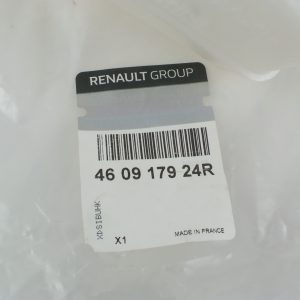 RENAULT GROUP
46 09 179 24R
X1
MADE IN FRANCE